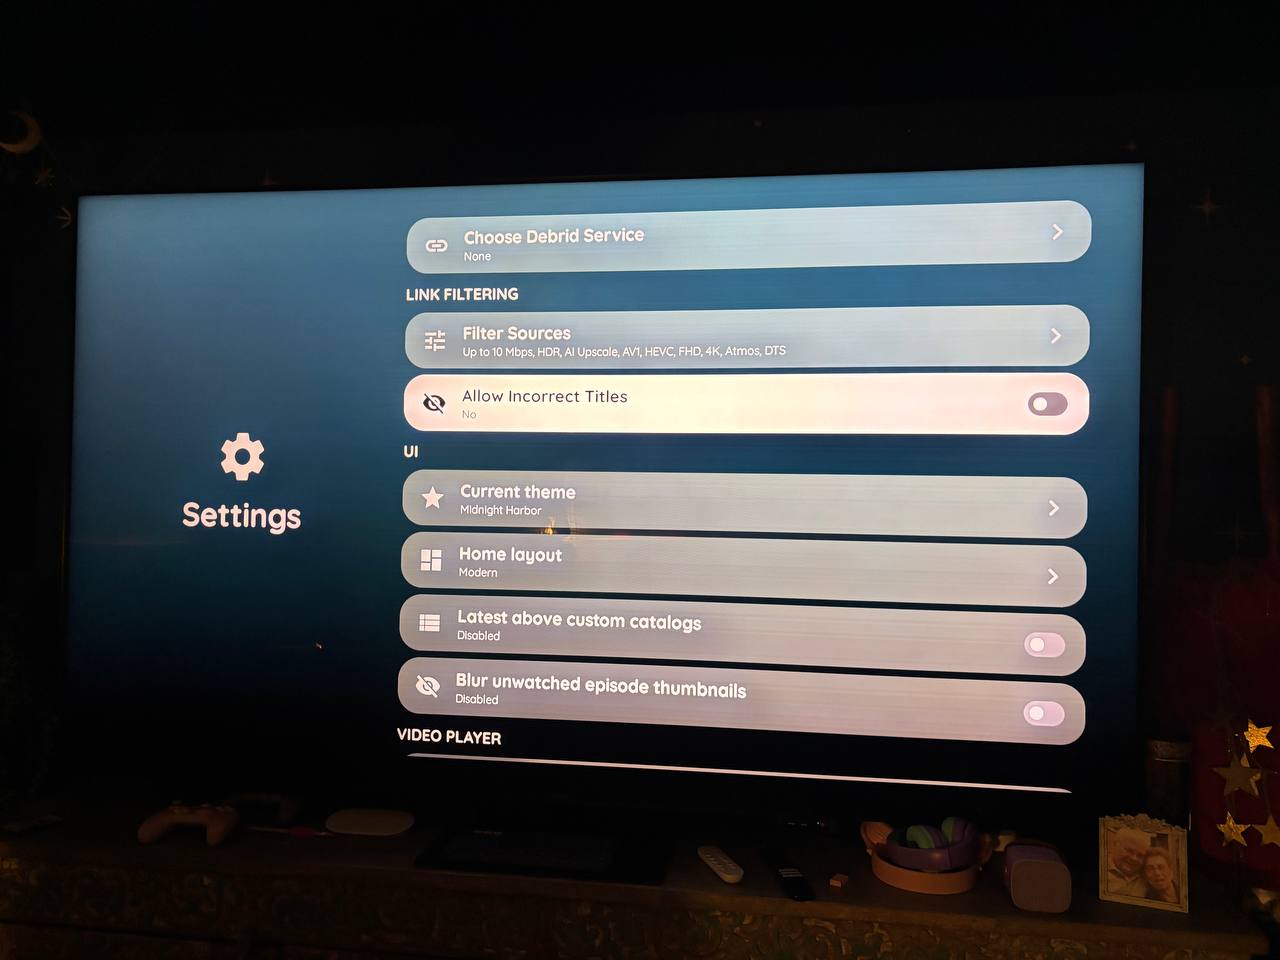 Settings
Choose Debrid Service
None
LINK FILTERING
Filter Sources
Up to 10 Mbps, HDR, AI Upscale, AV1, HEVC, FHD, 4K, Atmos, DTS
Allow Incorrect Titles
No
UI
Current theme
Midnight Harbor
Home layout
Modern
Latest above custom catalogs
Disabled
Blur unwatched episode thumbnails
Disabled
VIDEO PLAYER